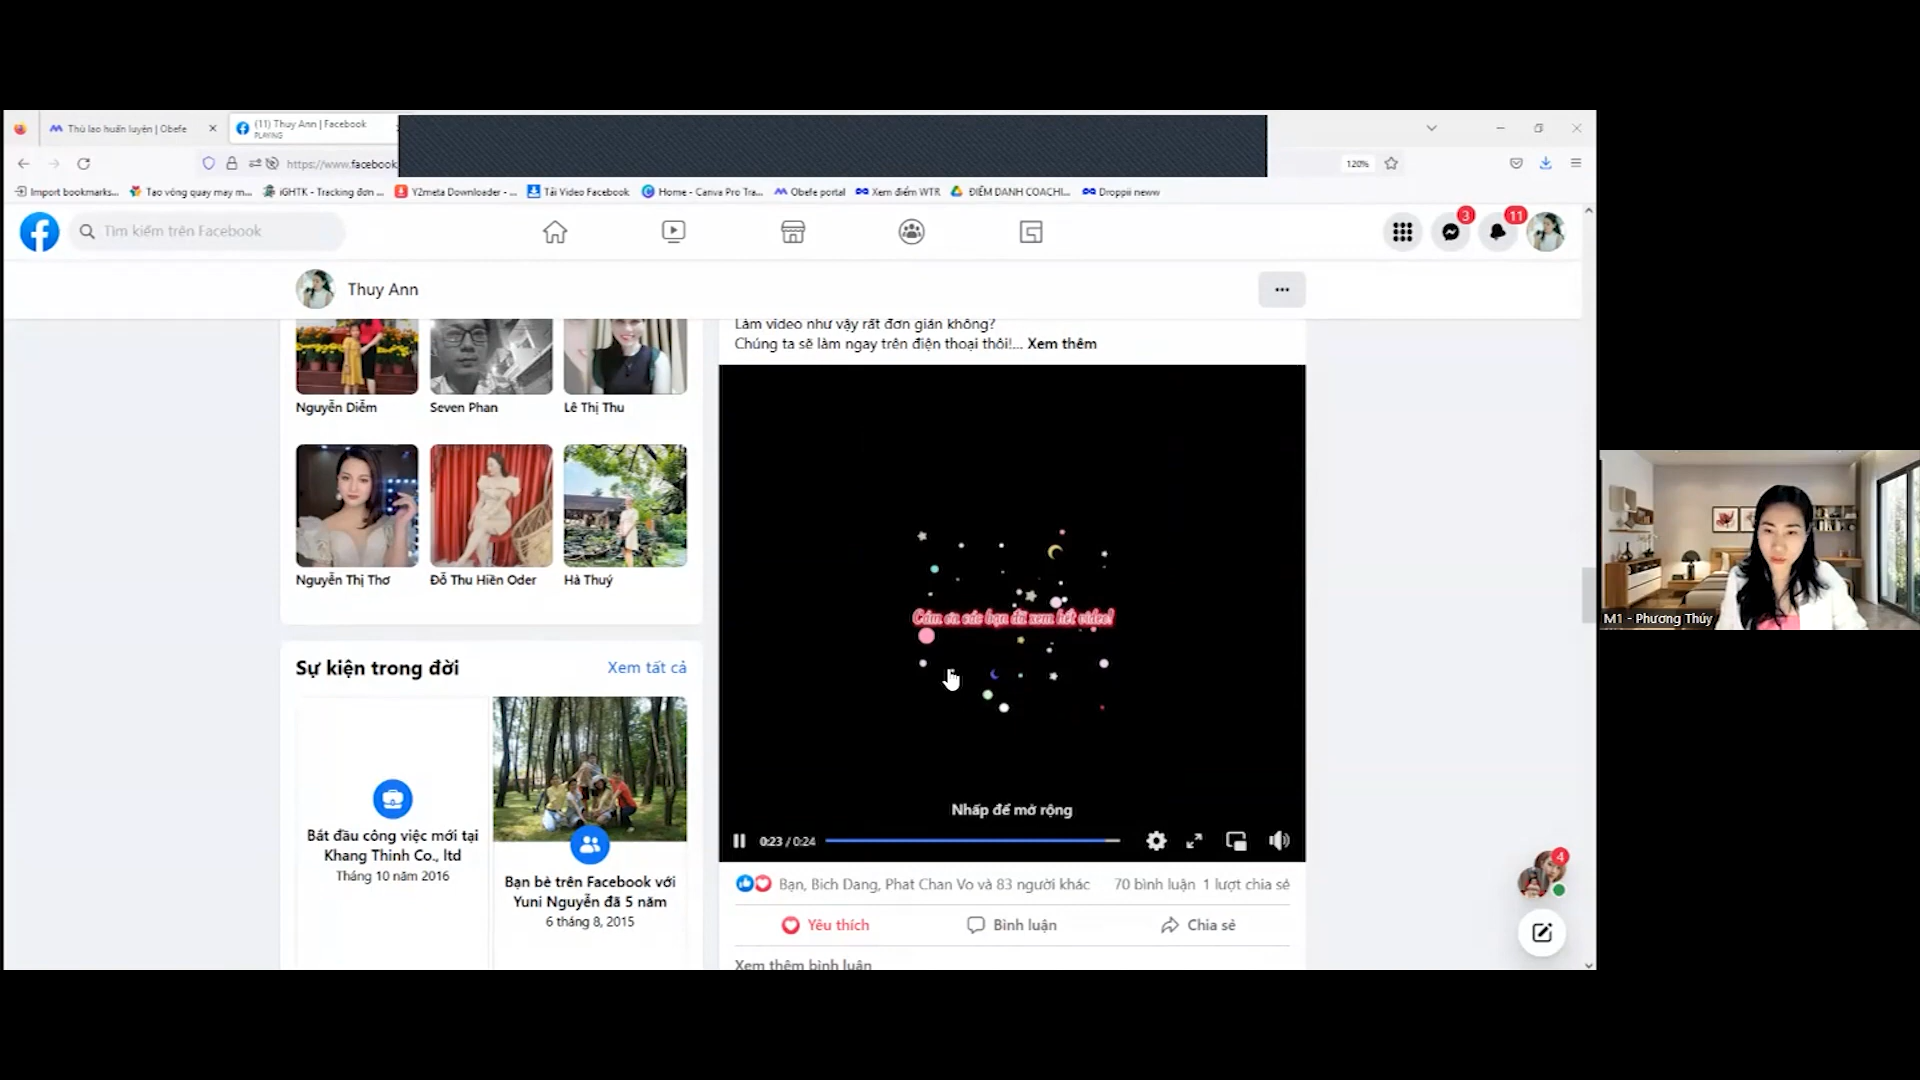 Thù lao huấn luyện | Obefe
(11) Thuy Ann | Facebook
PLAYING
https://www.facebook
120%
Import bookmarks...
Tạo vòng quay may m...
iGHTK - Tracking đơn ...
Y2meta Downloader - ...
Tải Video Facebook
Home - Canva Pro Tra...
Obefe portal
Xem điểm WTR
ĐIỂM DANH COACHI...
Droppii neww
Tìm kiếm trên Facebook
3
11
Thuy Ann
Làm video như vậy rất đơn giản không?
Chúng ta sẽ làm ngay trên điện thoại thôi!... Xem thêm
Nguyễn Diễm
Seven Phan
Lê Thị Thu
Nguyễn Thị Thơ
Đỗ Thu Hiền Oder
Hà Thuý
Sự kiện trong đời
Xem tất cả
Bắt đầu công việc mới tại
Khang Thinh Co., ltd
Tháng 10 năm 2016
Bạn bè trên Facebook với
Yuni Nguyễn đã 5 năm
6 tháng 8, 2015
Cám ơn các bạn đã xem hết video!
Nhấp để mở rộng
0:23 / 0:24
Bạn, Bich Dang, Phat Chan Vo và 83 người khác
70 bình luận 1 lượt chia sẻ
Yêu thích
Bình luận
Chia sẻ
Xem thêm bình luận
4
M1 - Phương Thúy